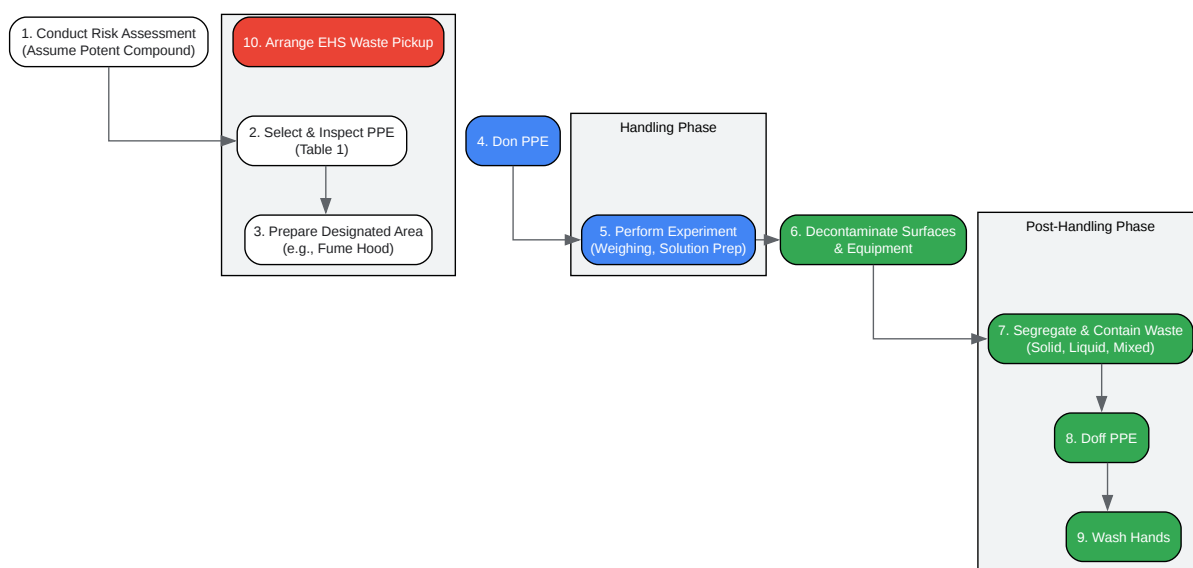 1. Conduct Risk Assessment
(Assume Potent Compound)
10. Arrange EHS Waste Pickup
2. Select & Inspect PPE
(Table 1)
3. Prepare Designated Area
(e.g., Fume Hood)
4. Don PPE
Handling Phase
5. Perform Experiment
(Weighing, Solution Prep)
6. Decontaminate Surfaces
& Equipment
Post-Handling Phase
7. Segregate & Contain Waste
(Solid, Liquid, Mixed)
8. Doff PPE
9. Wash Hands